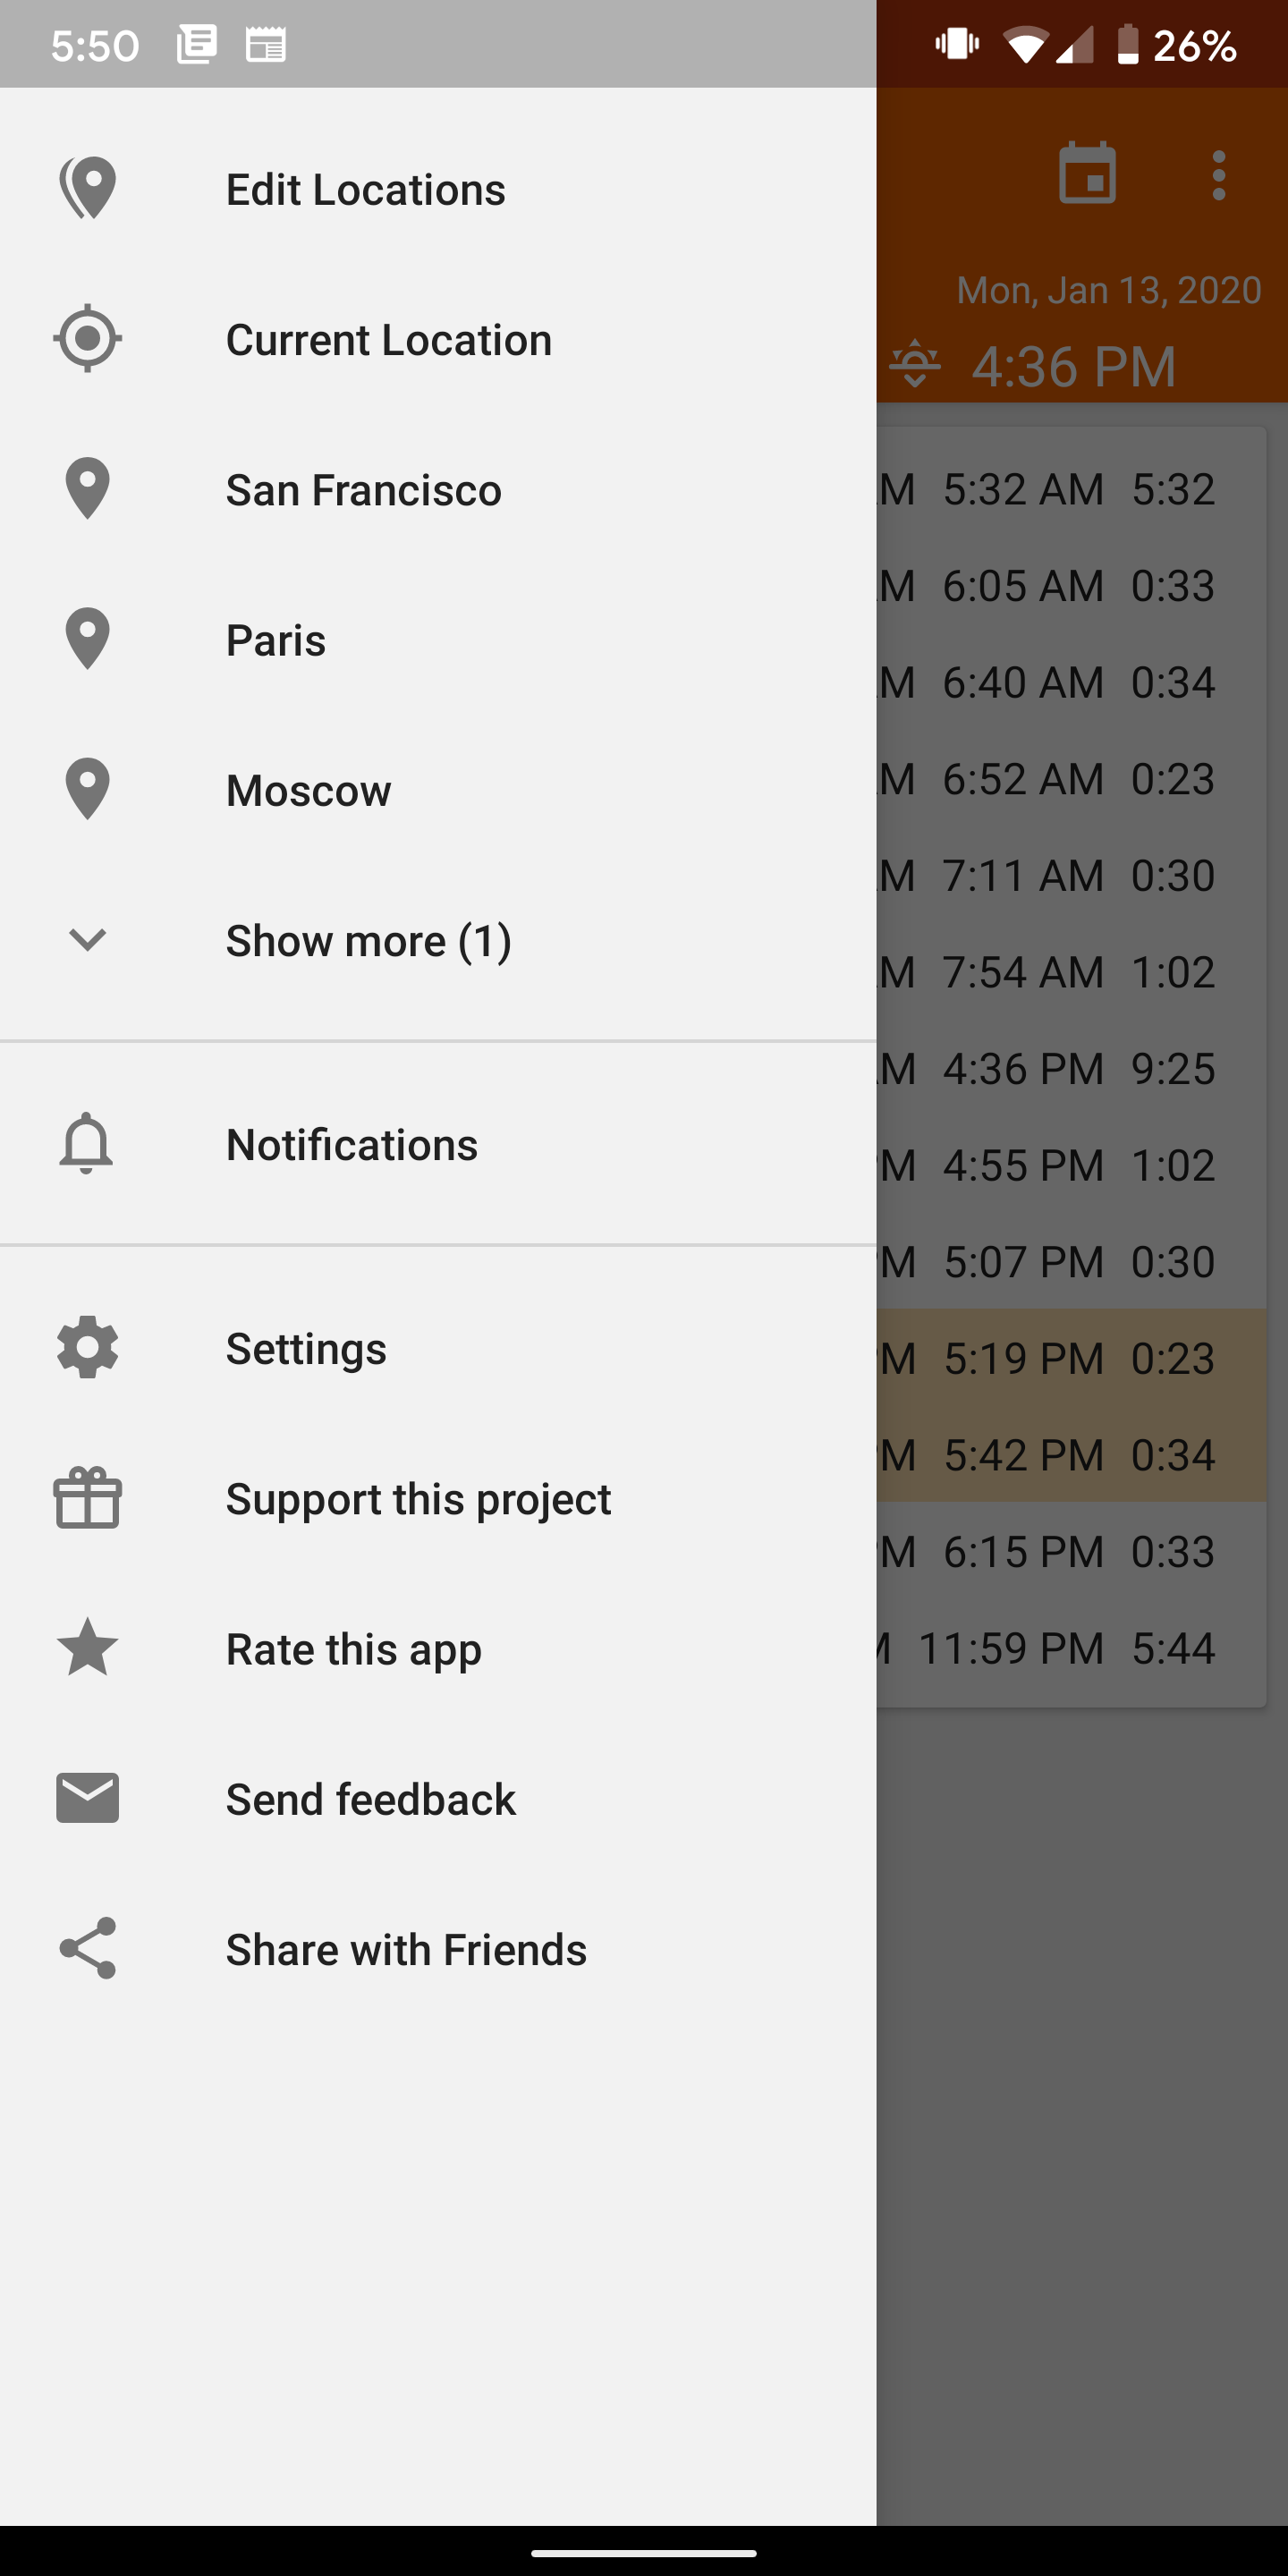 5:50 26%
Edit Locations
Current Location
San Francisco
Paris
Moscow
Show more (1)
Notifications
Settings
Support this project
Rate this app
Send feedback
Share with Friends
Mon, Jan 13, 2020
4:36 PM
M 5:32 AM 5:32
M 6:05 AM 0:33
M 6:40 AM 0:34
M 6:52 AM 0:23
M 7:11 AM 0:30
M 7:54 AM 1:02
M 4:36 PM 9:25
M 4:55 PM 1:02
M 5:07 PM 0:30
M 5:19 PM 0:23
M 5:42 PM 0:34
M 6:15 PM 0:33
M 11:59 PM 5:44